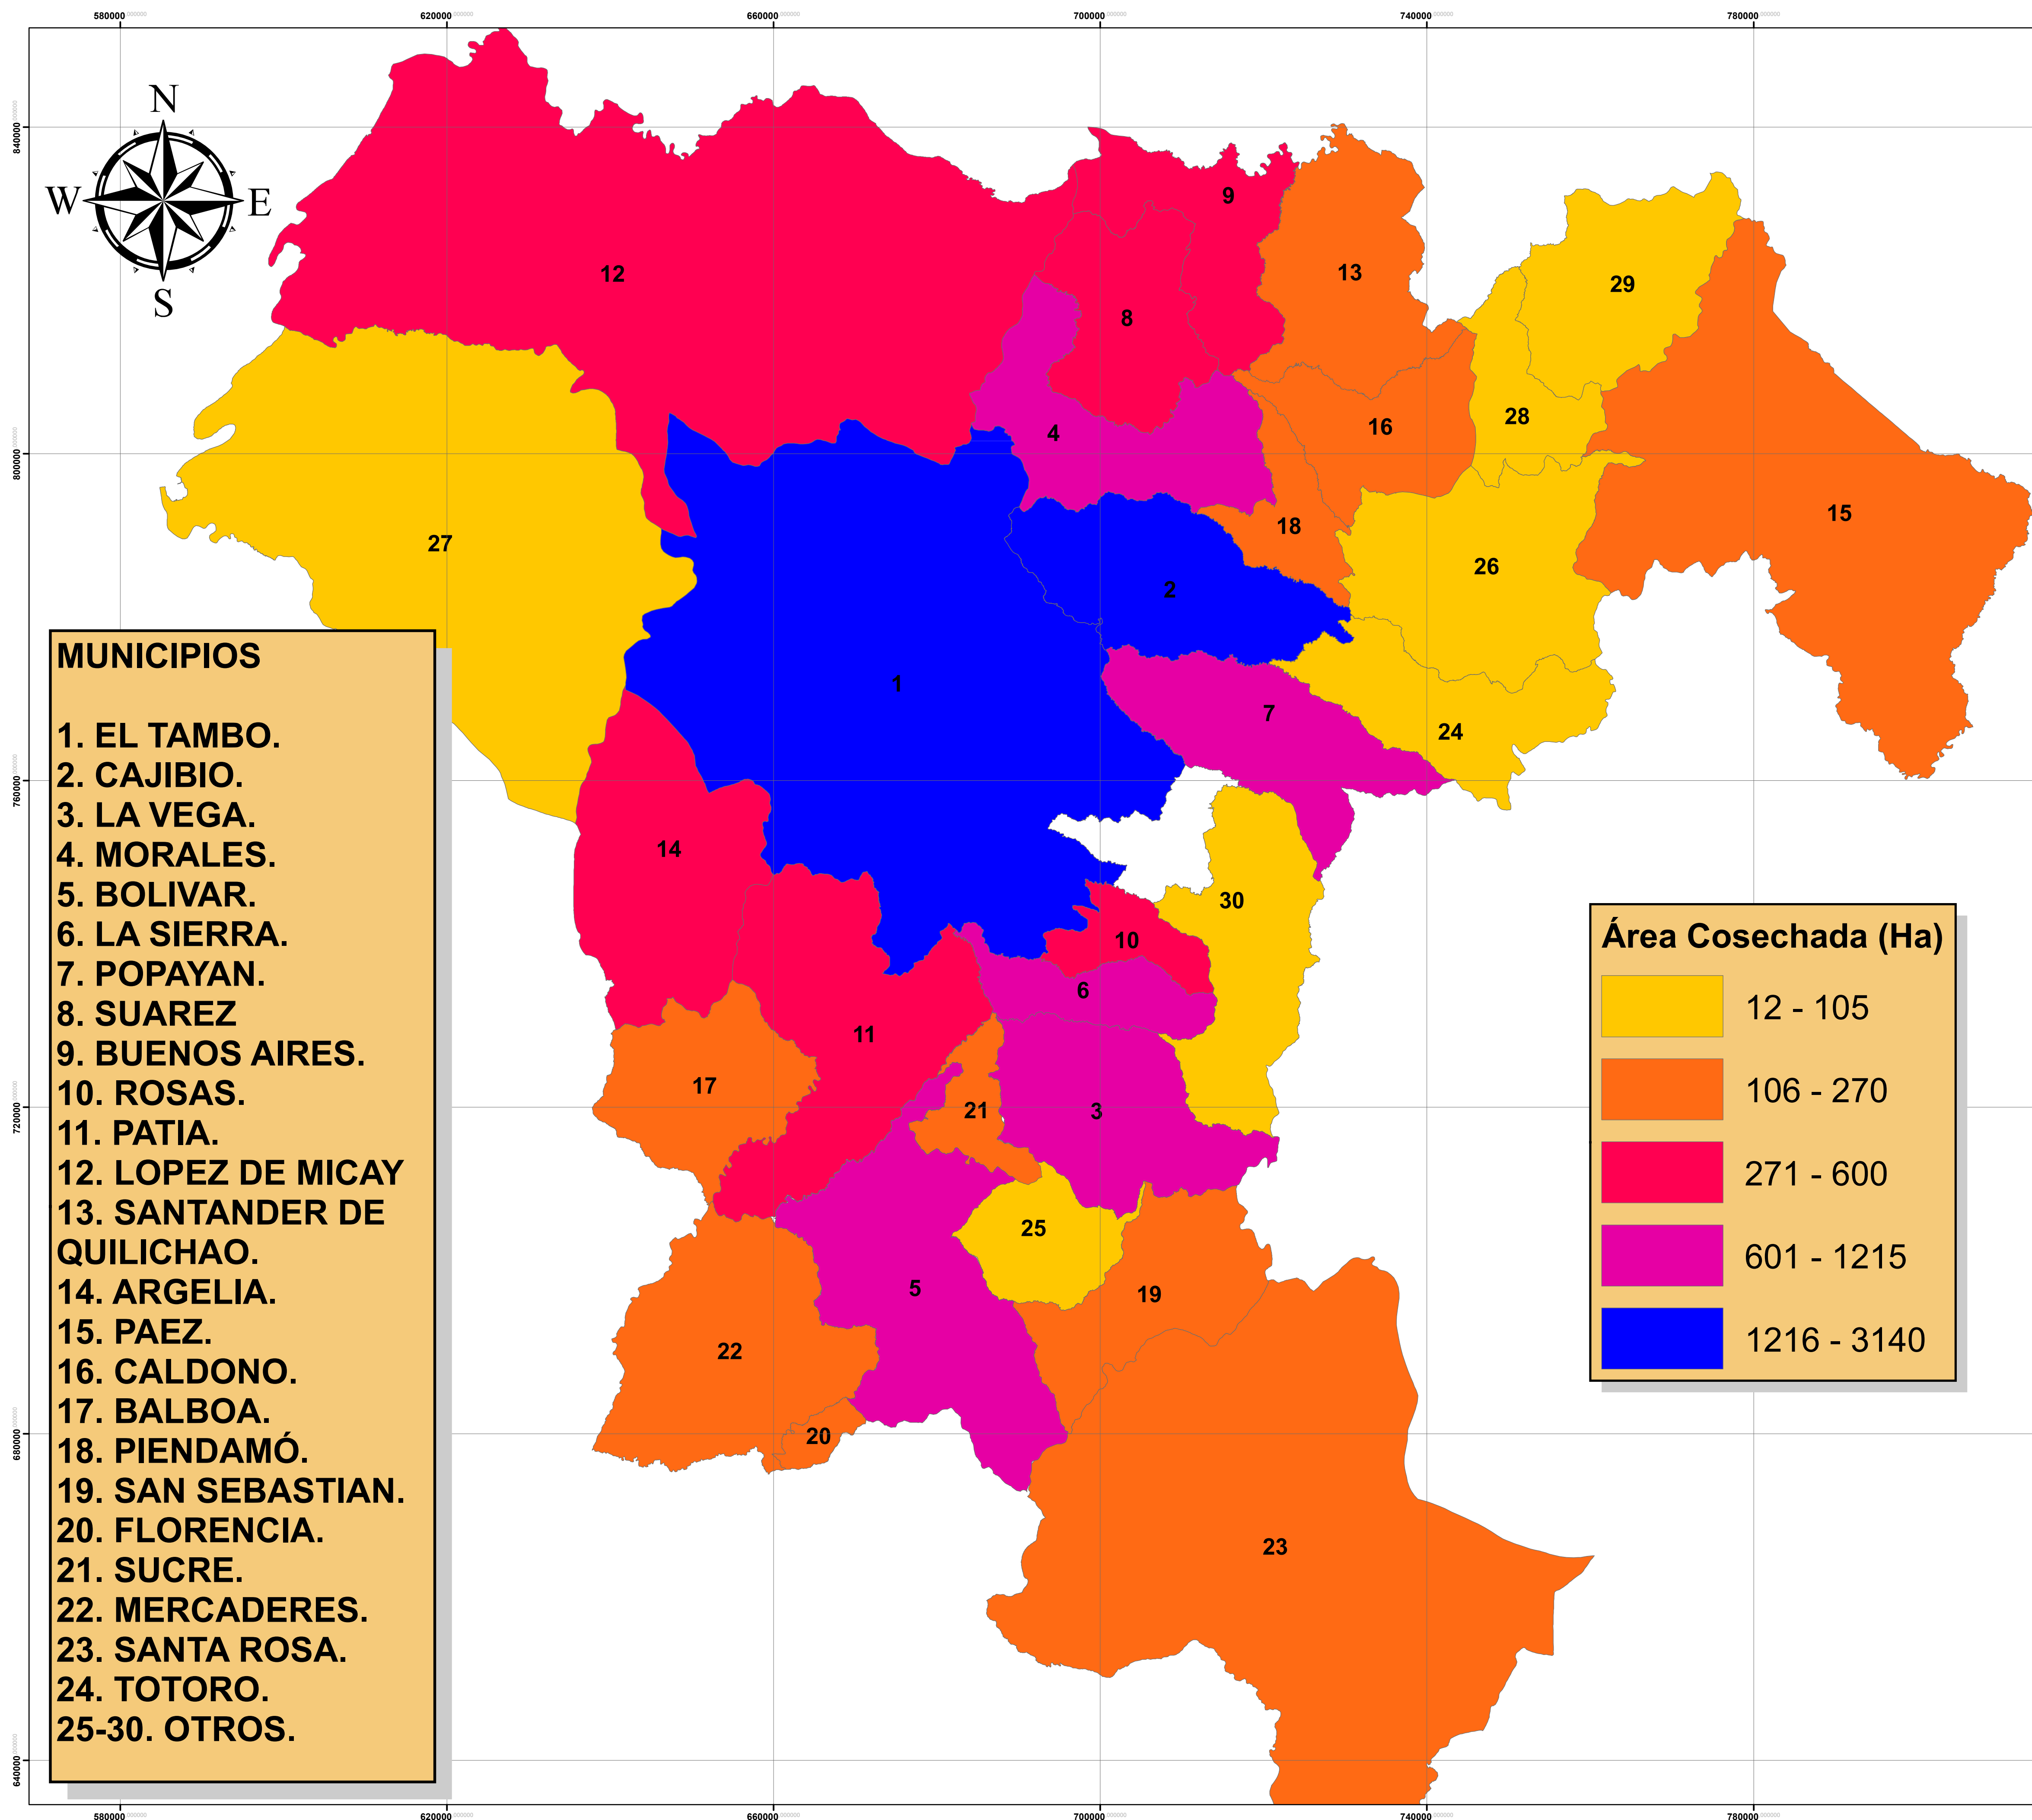 580000 620000 660000 700000 740000 780000
840000
800000
760000
720000
680000
640000
N
W E
S
12
9
13
29
8
4
16
28
15
27
18
26
2
1
7
24
14
30
10
6
11
17
21
3
25
5
19
22
20
23
MUNICIPIOS
1. EL TAMBO.
2. CAJIBIO.
3. LA VEGA.
4. MORALES.
5. BOLIVAR.
6. LA SIERRA.
7. POPAYAN.
8. SUAREZ
9. BUENOS AIRES.
10. ROSAS.
11. PATIA.
12. LOPEZ DE MICAY
13. SANTANDER DE
QUILICHAO.
14. ARGELIA.
15. PAEZ.
16. CALDONO.
17. BALBOA.
18. PIENDAMÓ.
19. SAN SEBASTIAN.
20. FLORENCIA.
21. SUCRE.
22. MERCADERES.
23. SANTA ROSA.
24. TOTORO.
25-30. OTROS.
Área Cosechada (Ha)
12 - 105
106 - 270
271 - 600
601 - 1215
1216 - 3140
580000 620000 660000 700000 740000 780000